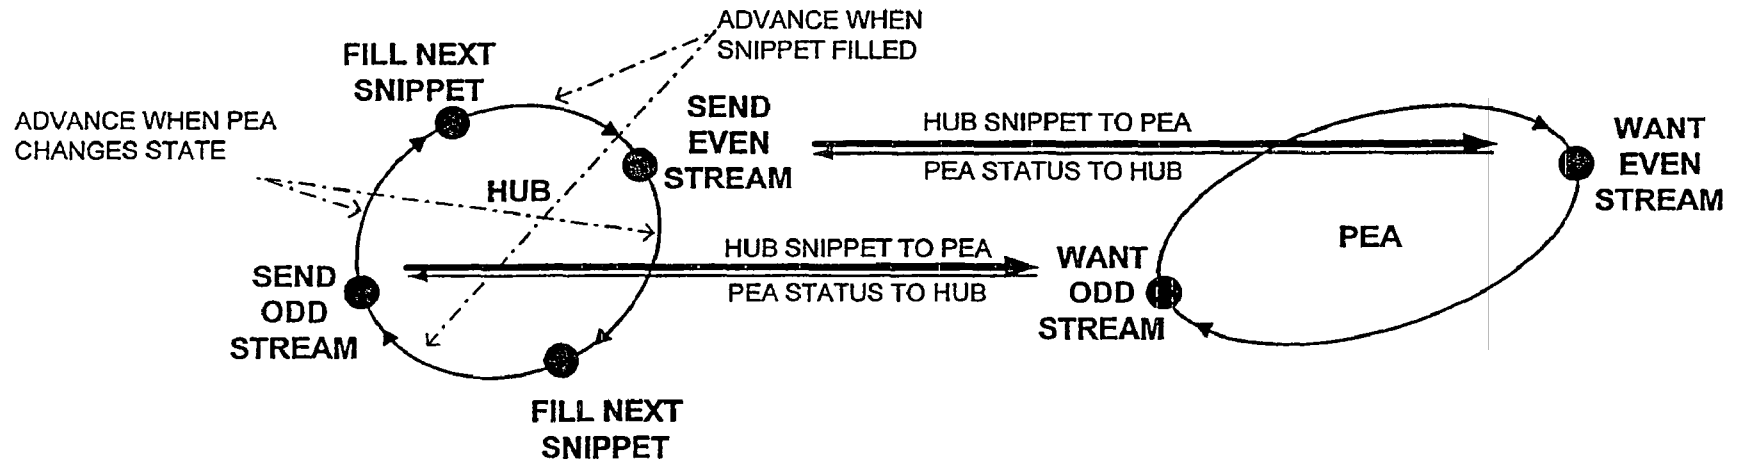 ADVANCE WHEN
SNIPPET FILLED
FILL NEXT
SNIPPET
ADVANCE WHEN PEA
CHANGES STATE
SEND
EVEN
STREAM
HUB
HUB SNIPPET TO PEA
PEA STATUS TO HUB
WANT
EVEN
STREAM
PEA
HUB SNIPPET TO PEA
PEA STATUS TO HUB
SEND
ODD
STREAM
WANT
ODD
STREAM
FILL NEXT
SNIPPET